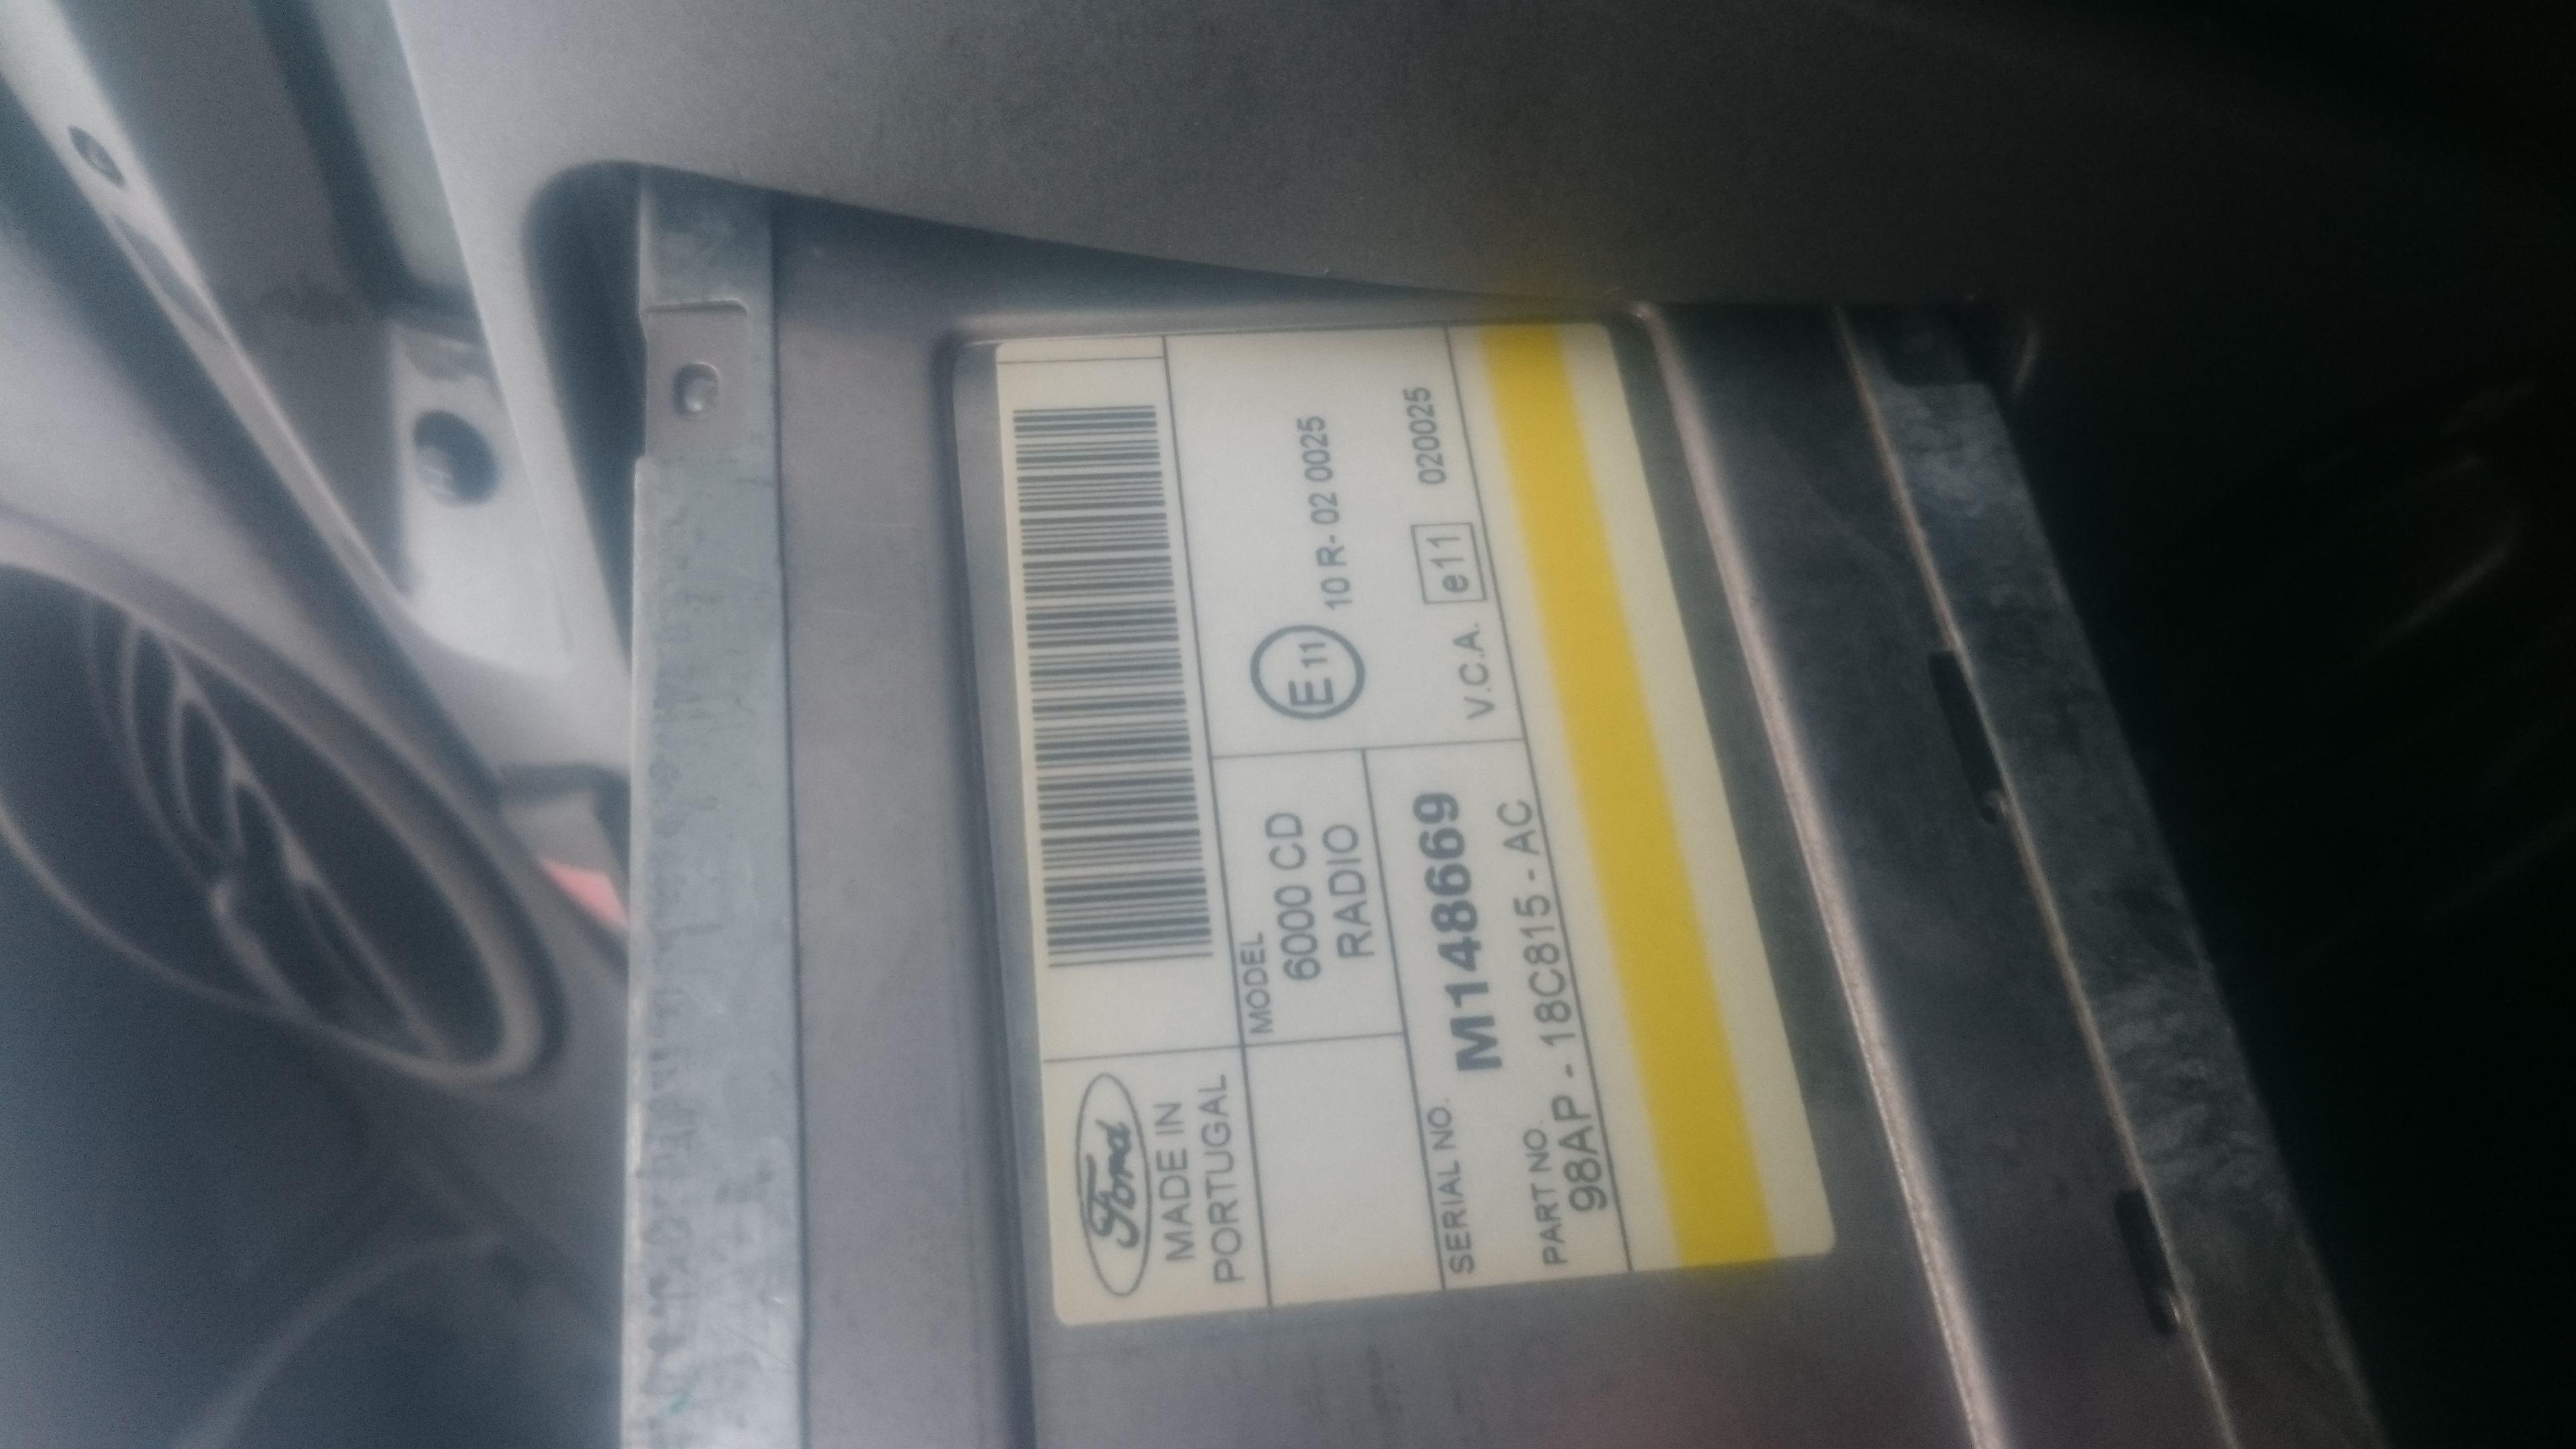 Ford
MADE IN
PORTUGAL
MODEL
6000 CD
RADIO
E 11
10 R- 02 0025
V.C.A. e11 020025
SERIAL NO.
M148669
PART NO.
98AP - 18C815 - AC